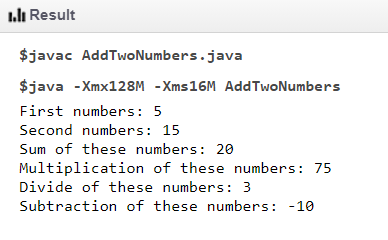 Result
$javac AddTwoNumbers.java
$java -Xmx128M -Xms16M AddTwoNumbers
First numbers: 5
Second numbers: 15
Sum of these numbers: 20
Multiplication of these numbers: 75
Divide of these numbers: 3
Subtraction of these numbers: -10